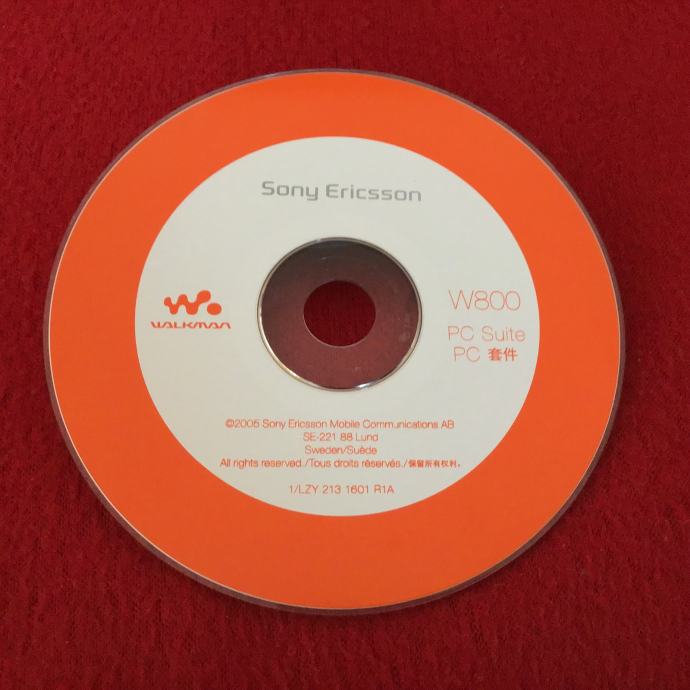 Sony Ericsson
WALKMAN
W800
PC Suite
PC 套件
©2005 Sony Ericsson Mobile Communications AB
SE-221 88 Lund
Sweden/Suède
All rights reserved./Tous droits réservés./保留所有权利。
1/LZY 213 1601 R1A